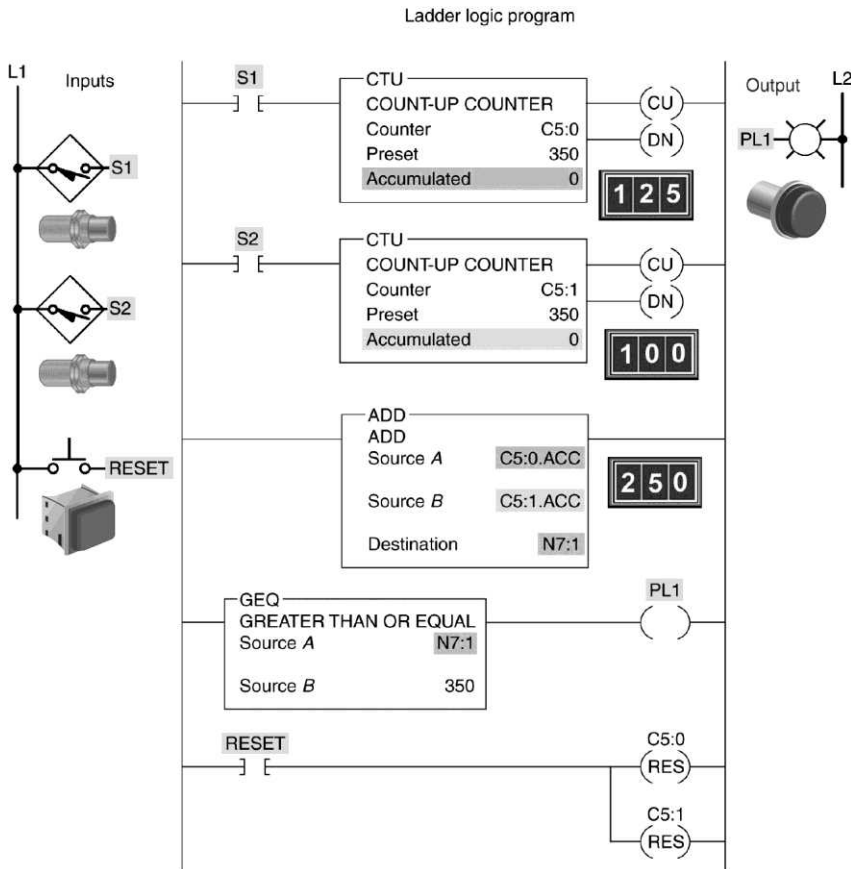 Ladder logic program
L1
Inputs
S1
S2
RESET
S1
CTU
COUNT-UP COUNTER
Counter C5:0
Preset 350
Accumulated 0
CU
DN
125
S2
CTU
COUNT-UP COUNTER
Counter C5:1
Preset 350
Accumulated 0
CU
DN
100
ADD
ADD
Source A C5:0.ACC
Source B C5:1.ACC
Destination N7:1
250
GEQ
GREATER THAN OR EQUAL
Source A N7:1
Source B 350
PL1
RESET
C5:0
RES
C5:1
RES
Output
L2
PL1